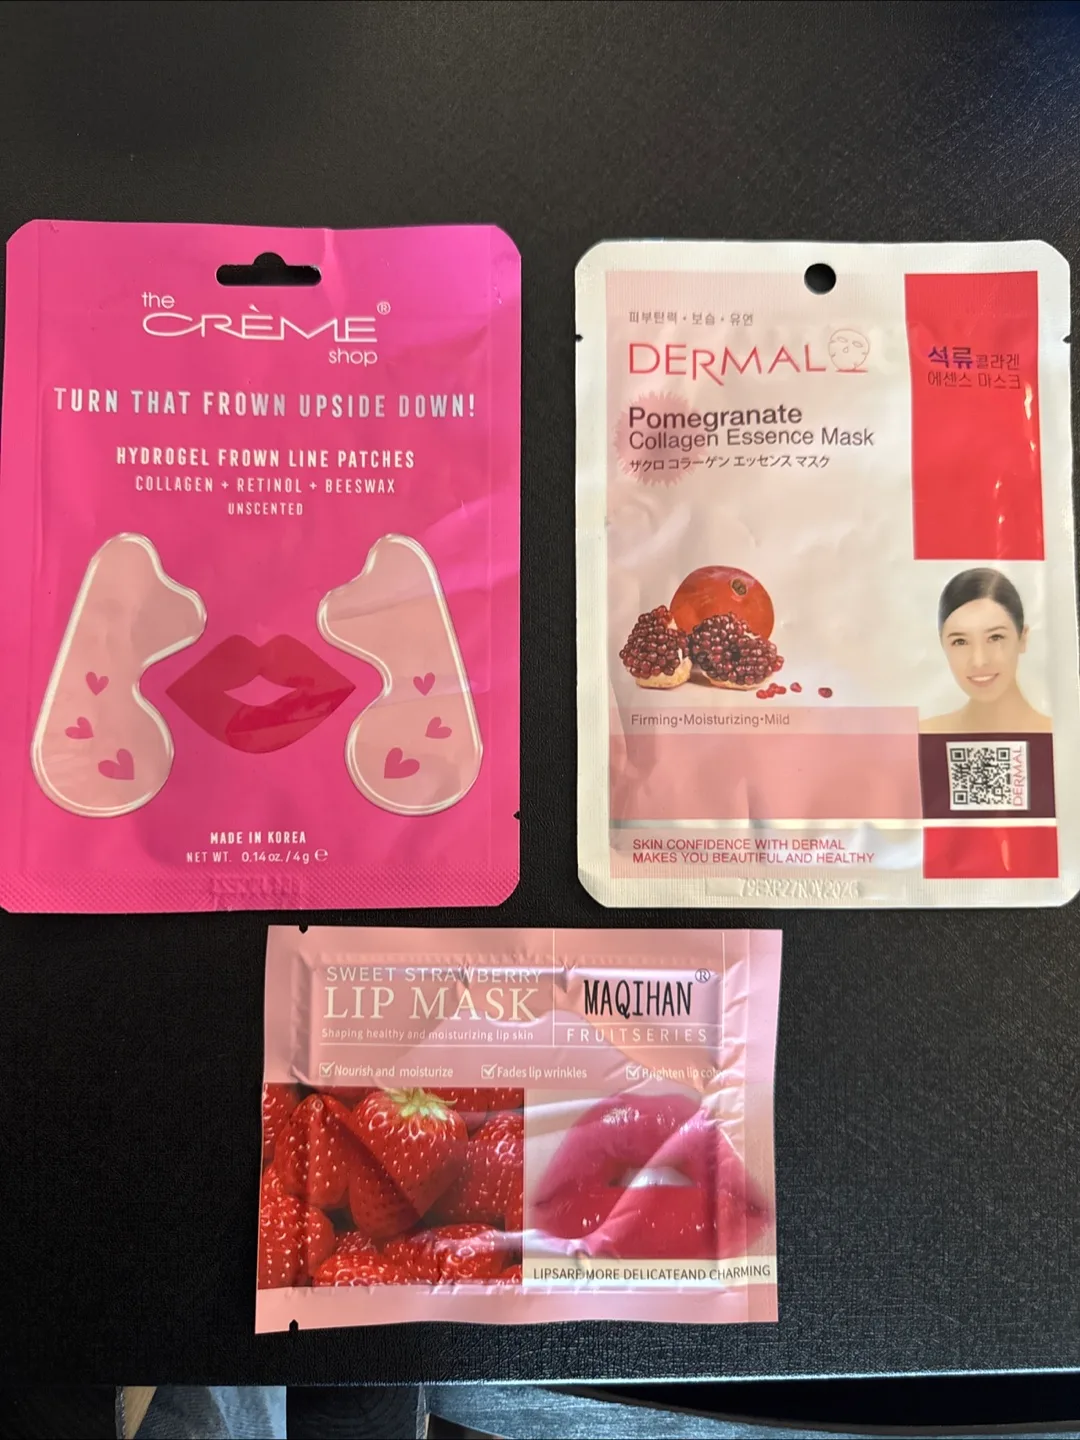 the
CRÈME®
shop
TURN THAT FROWN UPSIDE DOWN!
HYDROGEL FROWN LINE PATCHES
COLLAGEN + RETINOL + BEESWAX
UNSCENTED
MADE IN KOREA
NET WT. 0.14 oz. / 4g ℮
피부탄력 • 보습 • 유연
DERMAL
Pomegranate
Collagen Essence Mask
ザクロ コラーゲン エッセンス マスク
석류콜라겐
에센스 마스크
Firming•Moisturizing•Mild
DERMAL
SKIN CONFIDENCE WITH DERMAL
MAKES YOU BEAUTIFUL AND HEALTHY
SWEET STRAWBERRY
LIP MASK
Shaping healthy and moisturizing lip skin
MAQIHAN®
FRUITSERIES
Nourish and moisturize
Fades lip wrinkles
Brighten lip
LIPSARE MORE DELICATEAND CHARMING